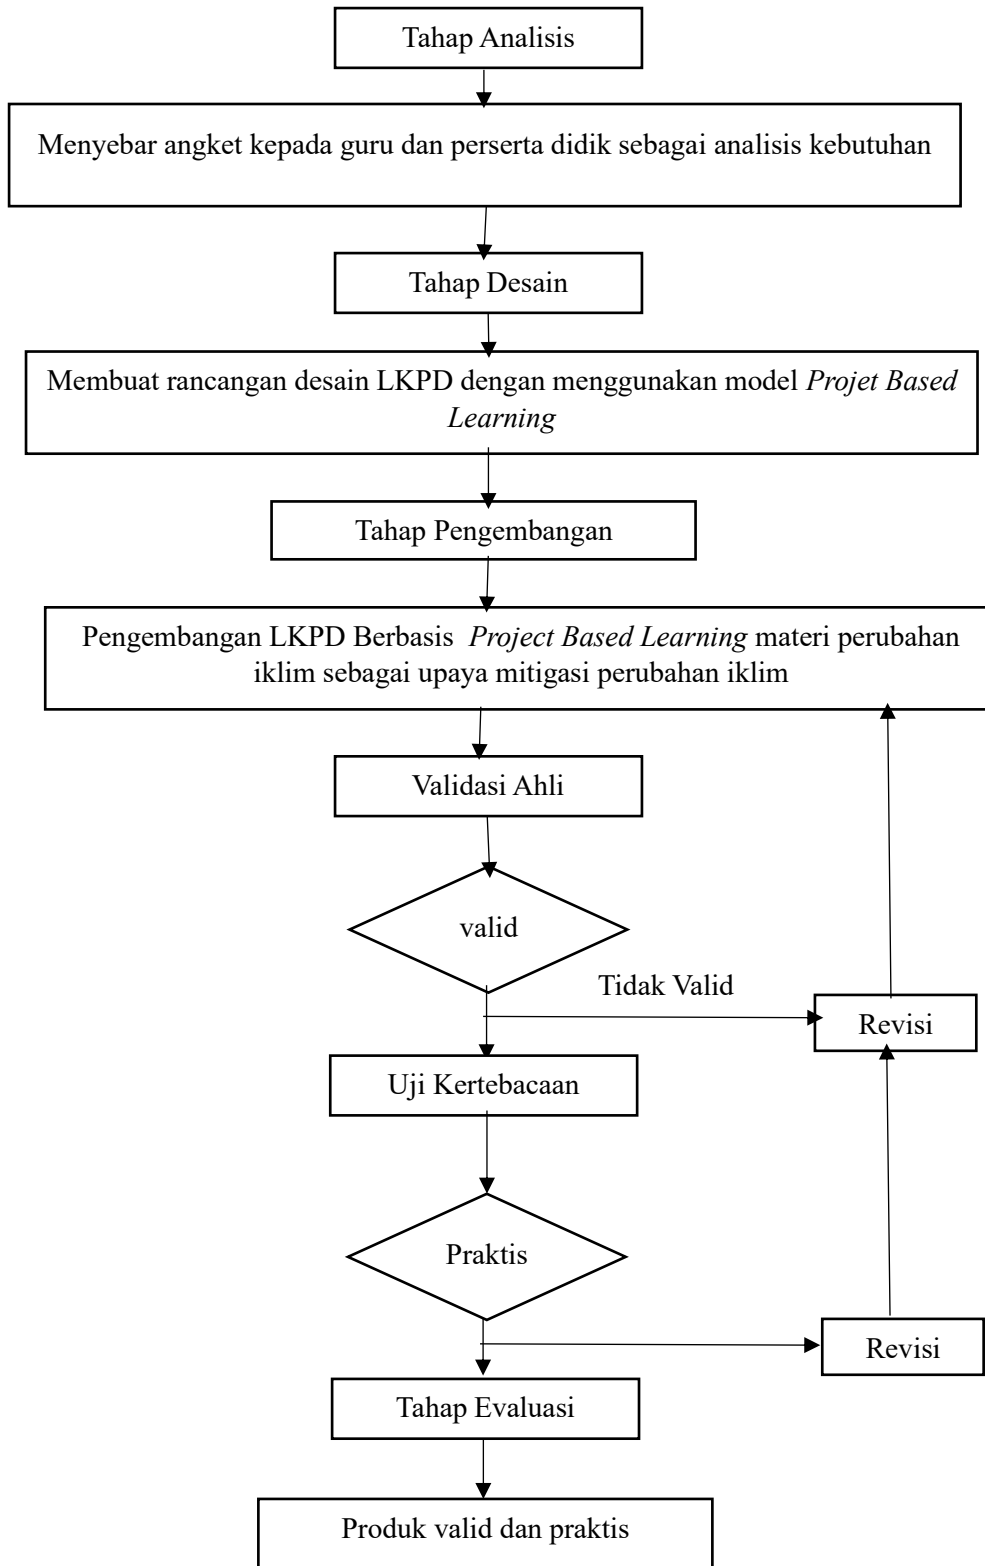 Tahap Analisis
Menyebar angket kepada guru dan perserta didik sebagai analisis kebutuhan
Tahap Desain
Membuat rancangan desain LKPD dengan menggunakan model Projet Based
Learning
Tahap Pengembangan
Pengembangan LKPD Berbasis Project Based Learning materi perubahan
iklim sebagai upaya mitigasi perubahan iklim
Validasi Ahli
valid
Tidak Valid
Revisi
Uji Kertebacaan
Praktis
Revisi
Tahap Evaluasi
Produk valid dan praktis